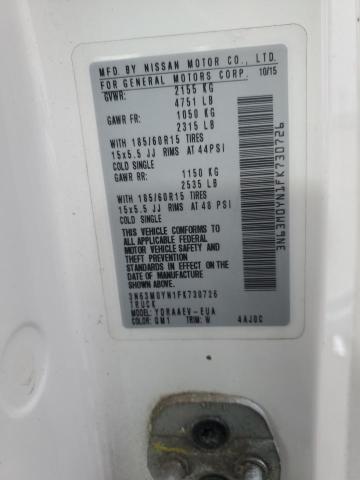 MFD. BY NISSAN MOTOR CO., LTD.
FOR GENERAL MOTORS CORP. 10/15
GVWR: 2155 KG
4751 LB
GAWR FR: 1050 KG
2315 LB
WITH 185/60R15 TIRES
15x5.5 JJ RIMS AT 44PSI
COLD SINGLE
GAWR RR: 1150 KG
2535 LB
WITH 185/60R15 TIRES
15x5.5 JJ RIMS AT 48 PSI
COLD SINGLE
THIS VEHICLE CONFORMS TO
ALL APPLICABLE FEDERAL
MOTOR VEHICLE SAFETY
STANDARDS IN EFFECT ON THE
DATE OF MANUFACTURE
SHOWN ABOVE.
3N63M0YN1FK730726
TRUCK
MODEL: YDRAAEV-EUA
COLOR: QM1 TRIM: W 4AJ0C
3N63M0YN1FK730726